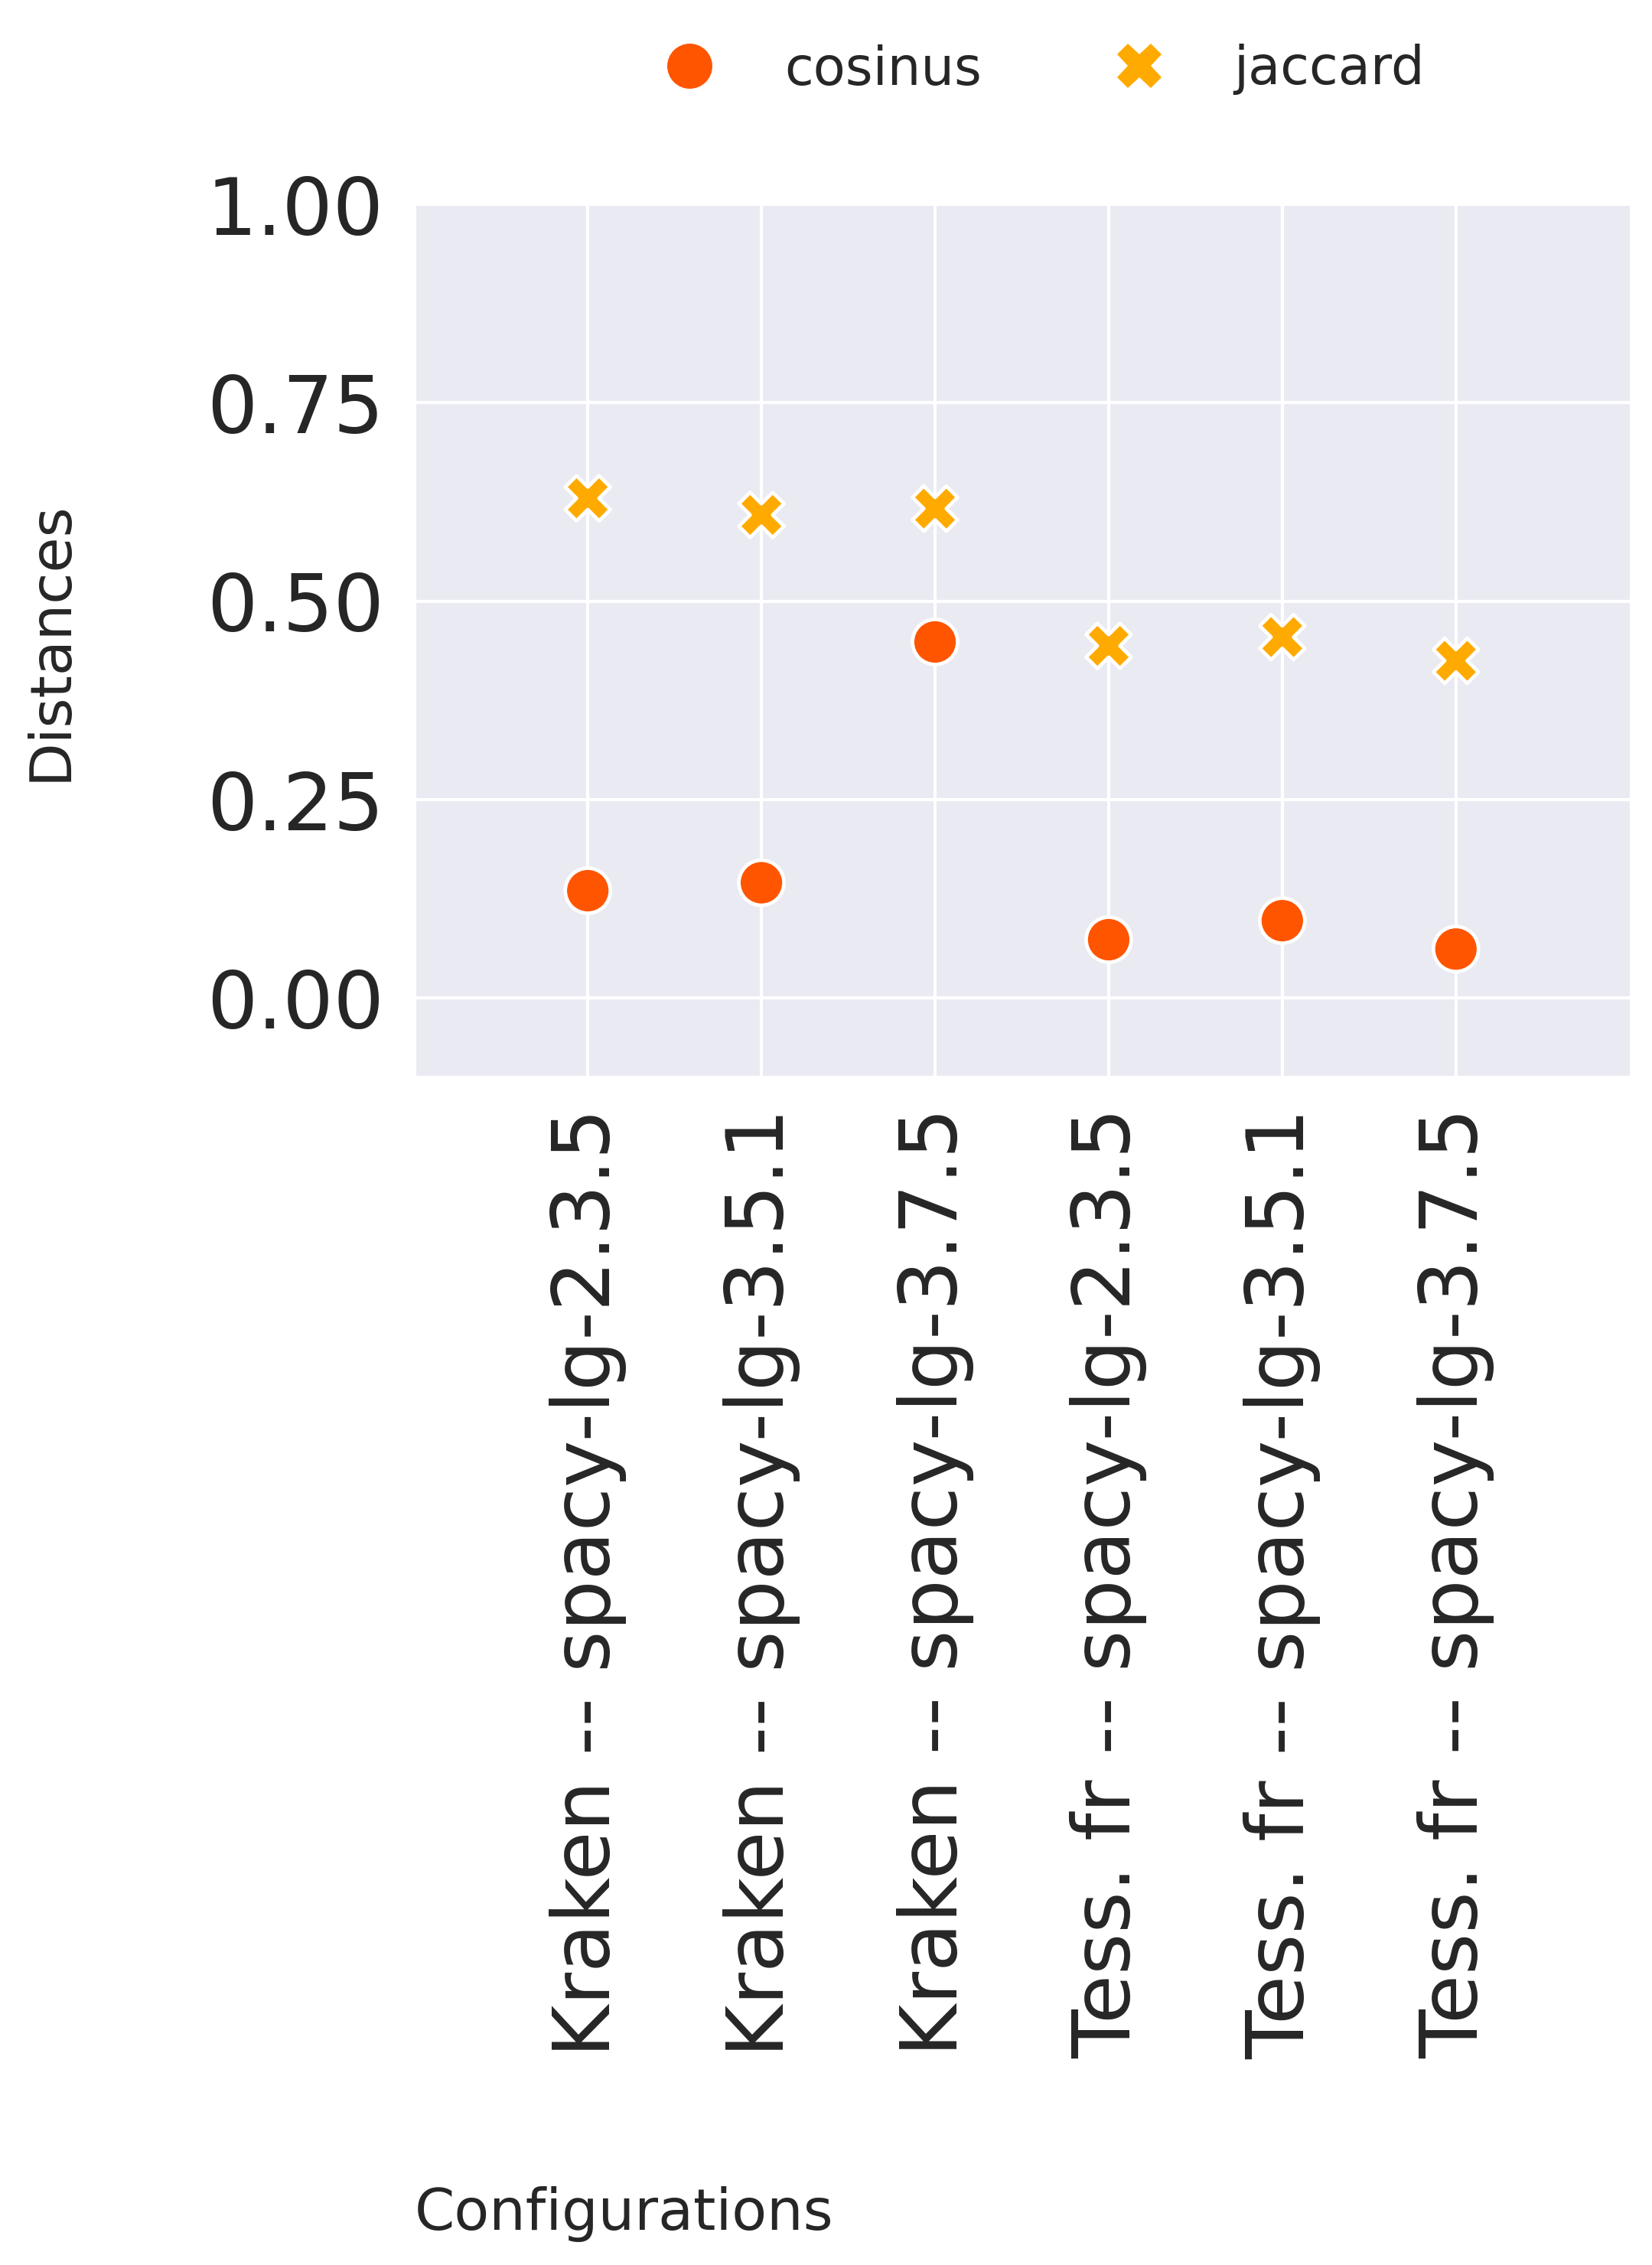 cosinus jaccard
1.00
0.75
0.50
0.25
0.00
Distances
Kraken -- spacy-lg-2.3.5
Kraken -- spacy-lg-3.5.1
Kraken -- spacy-lg-3.7.5
Tess. fr -- spacy-lg-2.3.5
Tess. fr -- spacy-lg-3.5.1
Tess. fr -- spacy-lg-3.7.5
Configurations